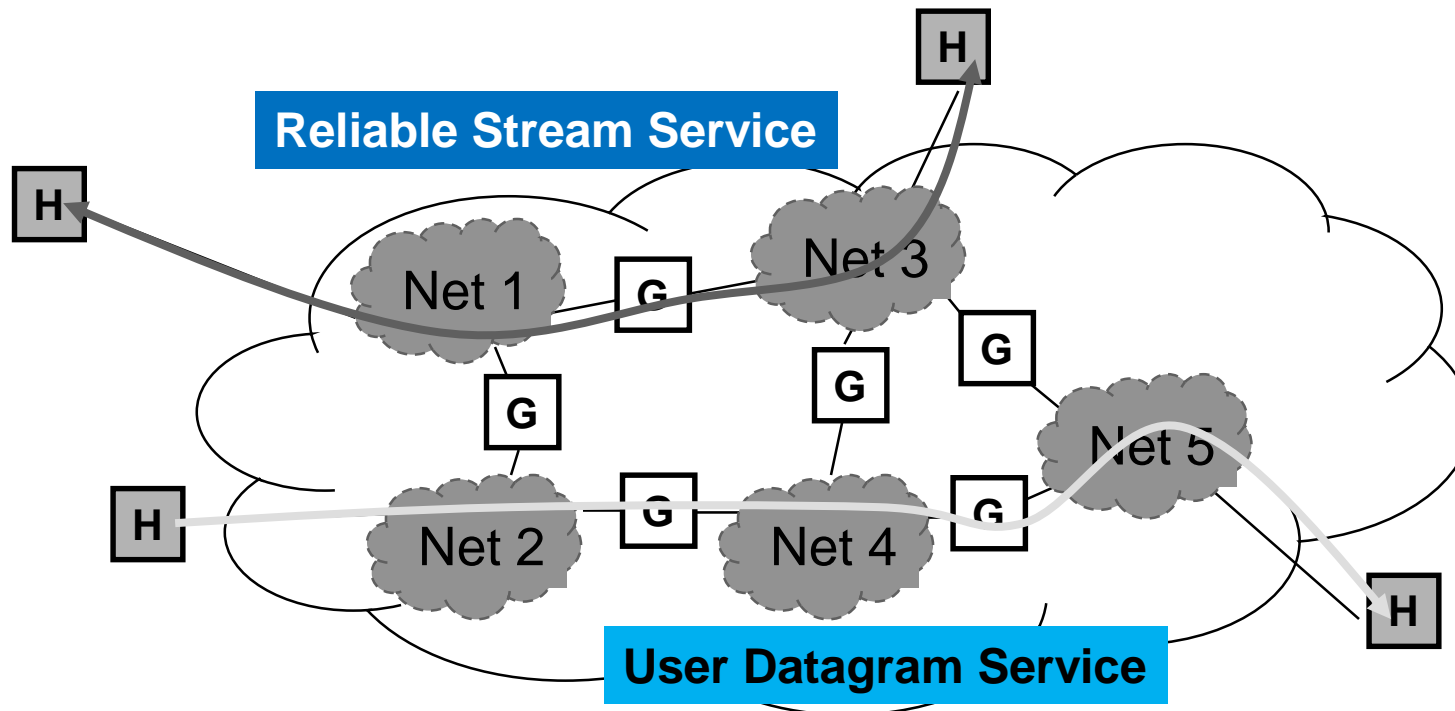 H
Reliable Stream Service
H
Net 3
Net 1
G
G
G
G
Net 5
H
Net 2
G
Net 4
G
H
User Datagram Service